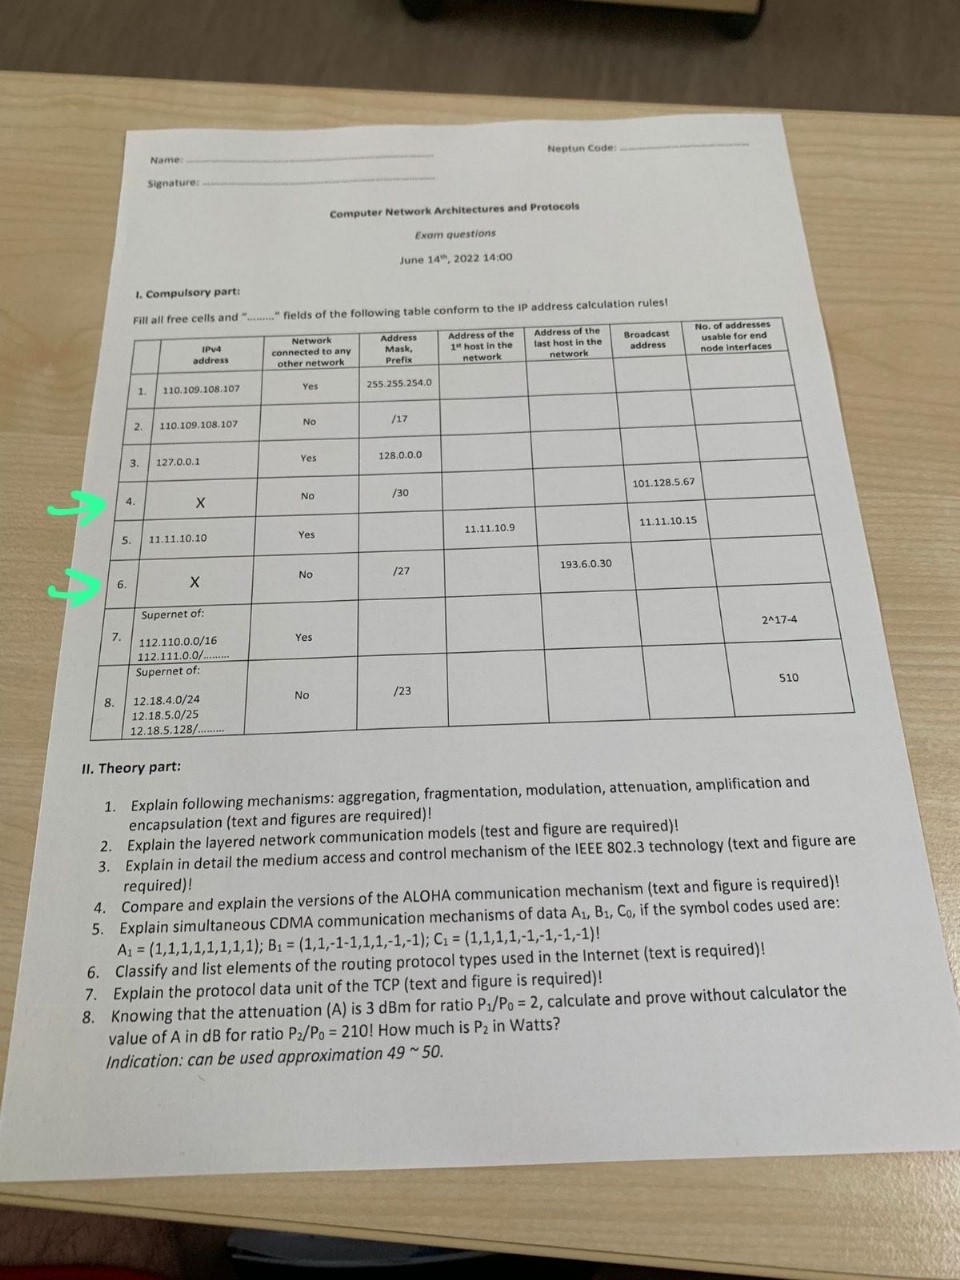 Name: ........................................
Neptun Code: ........................................
Signature: ........................................
Computer Network Architectures and Protocols
Exam questions
June 14th, 2022 14:00
I. Compulsory part:
Fill all free cells and "........." fields of the following table conform to the IP address calculation rules!
IPv4 address | Network connected to any other network | Address Mask, Prefix | Address of the 1st host in the network | Address of the last host in the network | Broadcast address | No. of addresses usable for end node interfaces
1. 110.109.108.107 Yes 255.255.254.0
2. 110.109.108.107 No /17
3. 127.0.0.1 Yes 128.0.0.0
4. X No /30 101.128.5.67
5. 11.11.10.10 Yes 11.11.10.9 11.11.10.15
6. X No /27 193.6.0.30
Supernet of:
7. Yes 2^17-4
112.110.0.0/16
112.111.0.0/.........
Supernet of:
8. 12.18.4.0/24 No /23 510
12.18.5.0/25
12.18.5.128/.........
II. Theory part:
1. Explain following mechanisms: aggregation, fragmentation, modulation, attenuation, amplification and
encapsulation (text and figures are required)!
2. Explain the layered network communication models (test and figure are required)!
3. Explain in detail the medium access and control mechanism of the IEEE 802.3 technology (text and figure are
required)!
4. Compare and explain the versions of the ALOHA communication mechanism (text and figure is required)!
5. Explain simultaneous CDMA communication mechanisms of data A₁, B₁, C₀, if the symbol codes used are:
A₁ = (1,1,1,1,1,1,1,1); B₁ = (1,1,-1-1,1,1,-1,-1); C₁ = (1,1,1,1,-1,-1,-1,-1)!
6. Classify and list elements of the routing protocol types used in the Internet (text is required)!
7. Explain the protocol data unit of the TCP (text and figure is required)!
8. Knowing that the attenuation (A) is 3 dBm for ratio P₁/P₀ = 2, calculate and prove without calculator the
value of A in dB for ratio P₂/P₀ = 210! How much is P₂ in Watts?
Indication: can be used approximation 49 ~ 50.